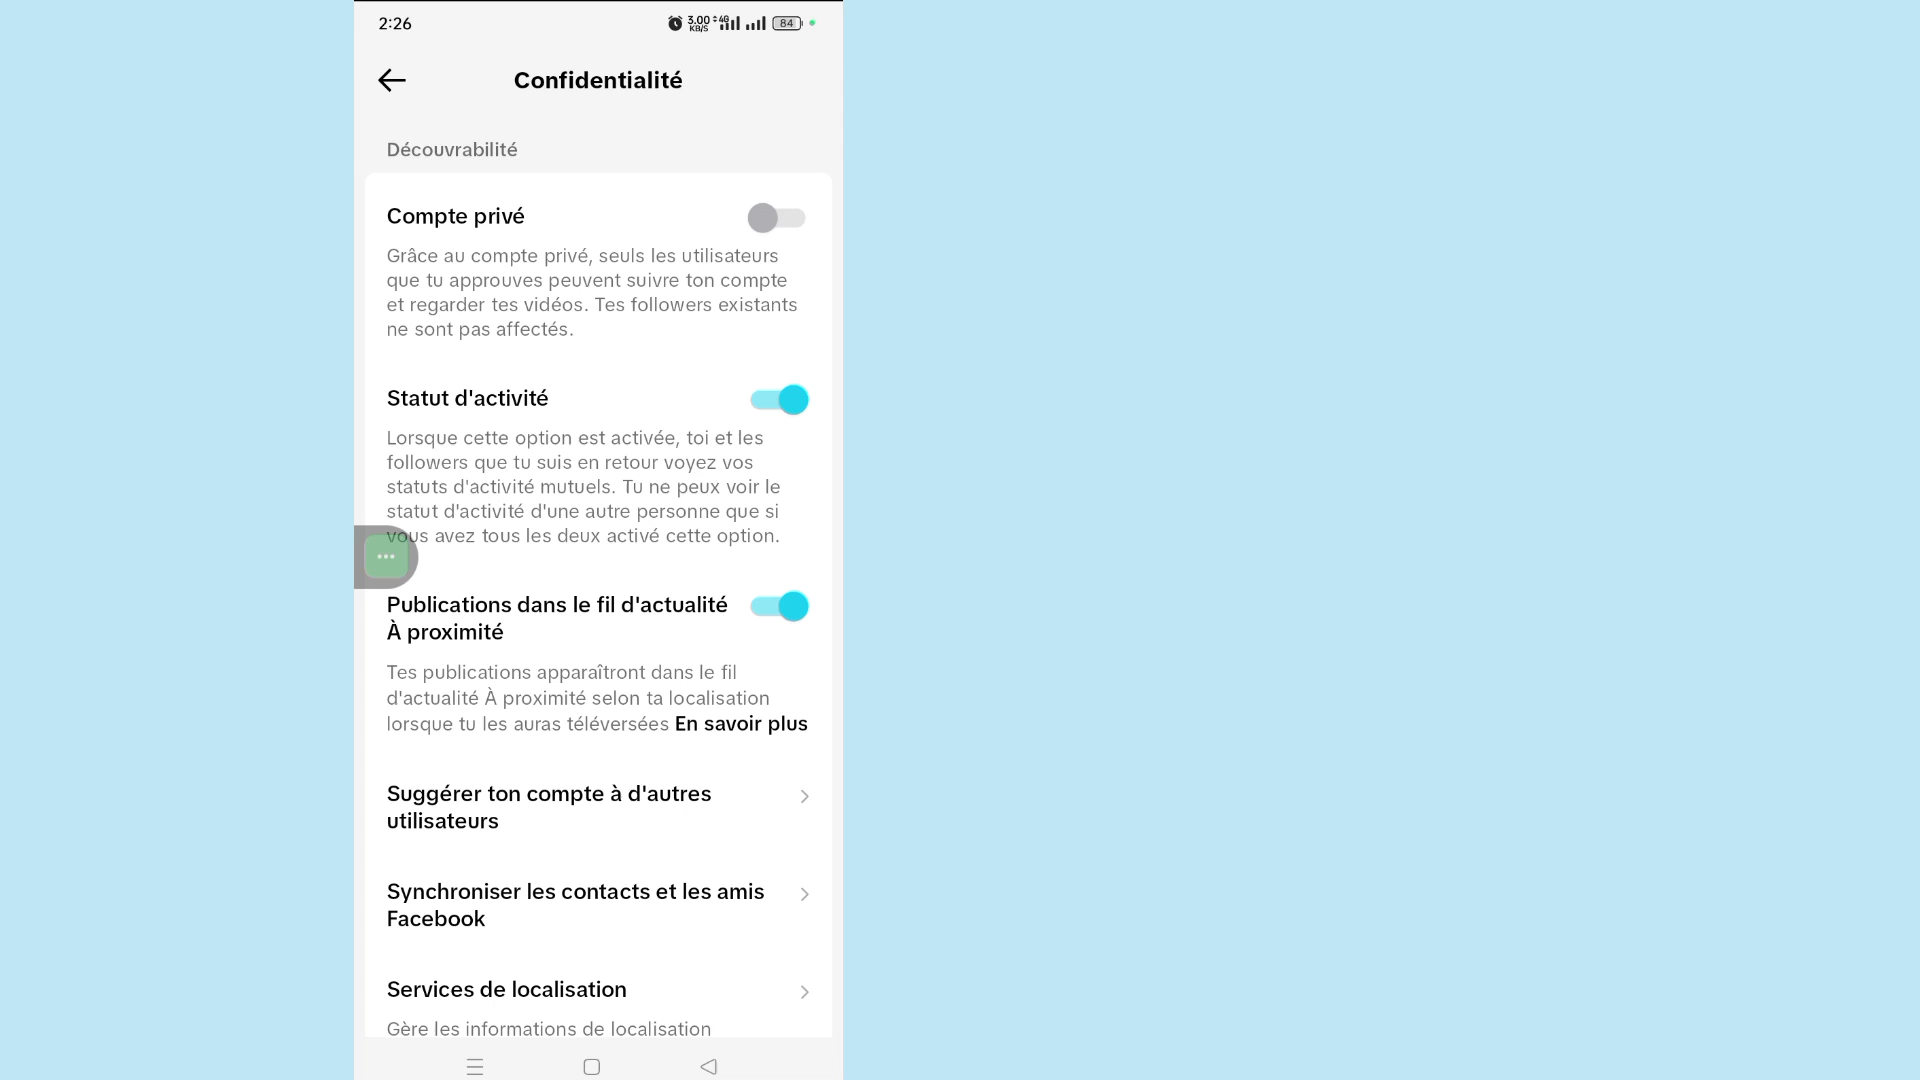 2:26
3.00 KB/S 4G 84
Confidentialité
Découvrabilité
Compte privé
Grâce au compte privé, seuls les utilisateurs
que tu approuves peuvent suivre ton compte
et regarder tes vidéos. Tes followers existants
ne sont pas affectés.
Statut d'activité
Lorsque cette option est activée, toi et les
followers que tu suis en retour voyez vos
statuts d'activité mutuels. Tu ne peux voir le
statut d'activité d'une autre personne que si
vous avez tous les deux activé cette option.
Publications dans le fil d'actualité
À proximité
Tes publications apparaîtront dans le fil
d'actualité À proximité selon ta localisation
lorsque tu les auras téléversées En savoir plus
Suggérer ton compte à d'autres
utilisateurs
Synchroniser les contacts et les amis
Facebook
Services de localisation
Gère les informations de localisation